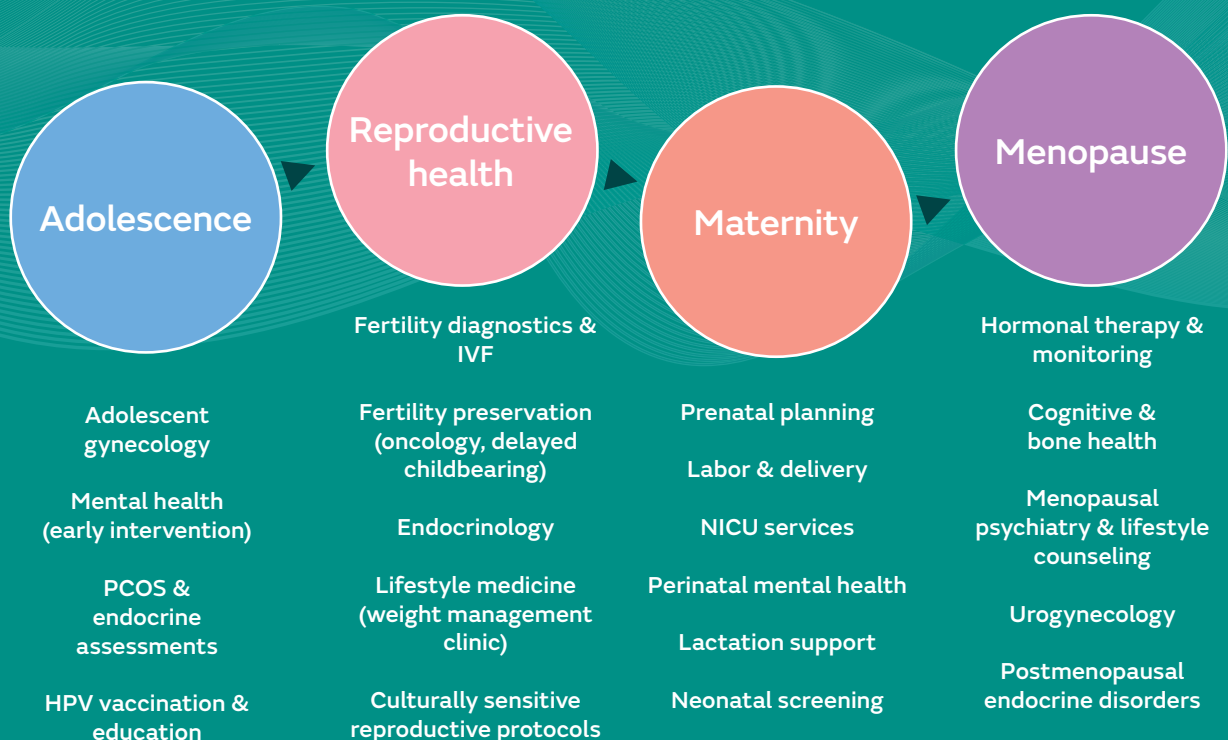 Adolescence
Adolescent
gynecology
Mental health
(early intervention)
PCOS &
endocrine
assessments
HPV vaccination &
education
Reproductive
health
Fertility diagnostics &
IVF
Fertility preservation
(oncology, delayed
childbearing)
Endocrinology
Lifestyle medicine
(weight management
clinic)
Culturally sensitive
reproductive protocols
Maternity
Prenatal planning
Labor & delivery
NICU services
Perinatal mental health
Lactation support
Neonatal screening
Menopause
Hormonal therapy &
monitoring
Cognitive &
bone health
Menopausal
psychiatry & lifestyle
counseling
Urogynecology
Postmenopausal
endocrine disorders